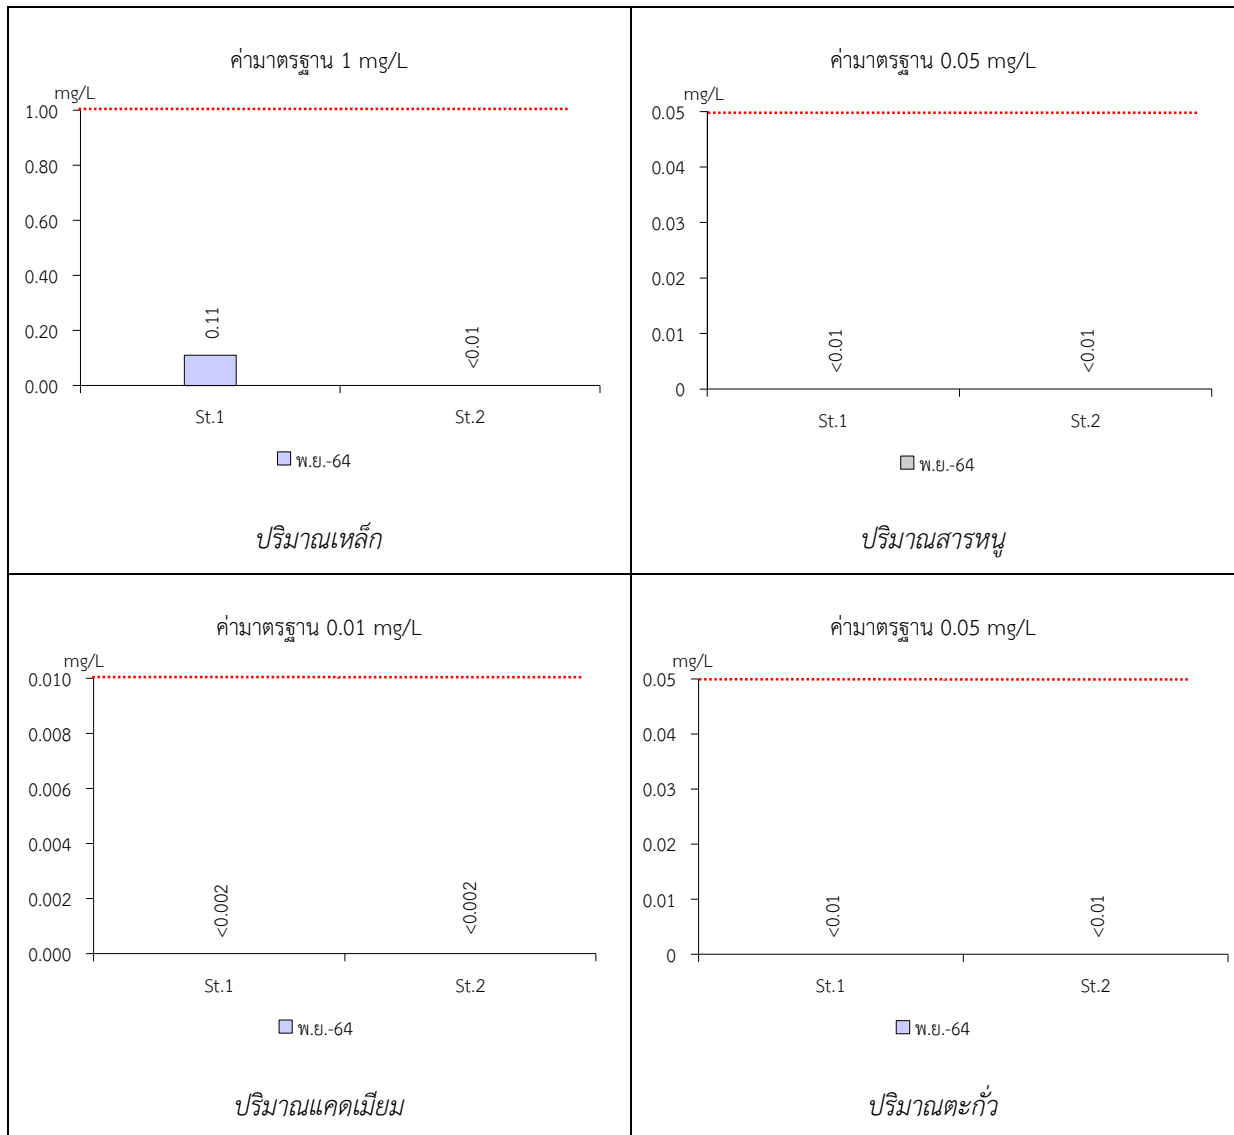 ค่ามาตรฐาน 1 mg/L
mg/L
1.00
0.80
0.60
0.40
0.20
0.00
0.11
<0.01
St.1 St.2
พ.ย.-64
ปริมาณเหล็ก
ค่ามาตรฐาน 0.05 mg/L
mg/L
0.05
0.04
0.03
0.02
0.01
0
<0.01 <0.01
St.1 St.2
พ.ย.-64
ปริมาณสารหนู
ค่ามาตรฐาน 0.01 mg/L
mg/L
0.010
0.008
0.006
0.004
0.002
0.000
<0.002 <0.002
St.1 St.2
พ.ย.-64
ปริมาณแคดเมียม
ค่ามาตรฐาน 0.05 mg/L
mg/L
0.05
0.04
0.03
0.02
0.01
0
<0.01 <0.01
St.1 St.2
พ.ย.-64
ปริมาณตะกั่ว